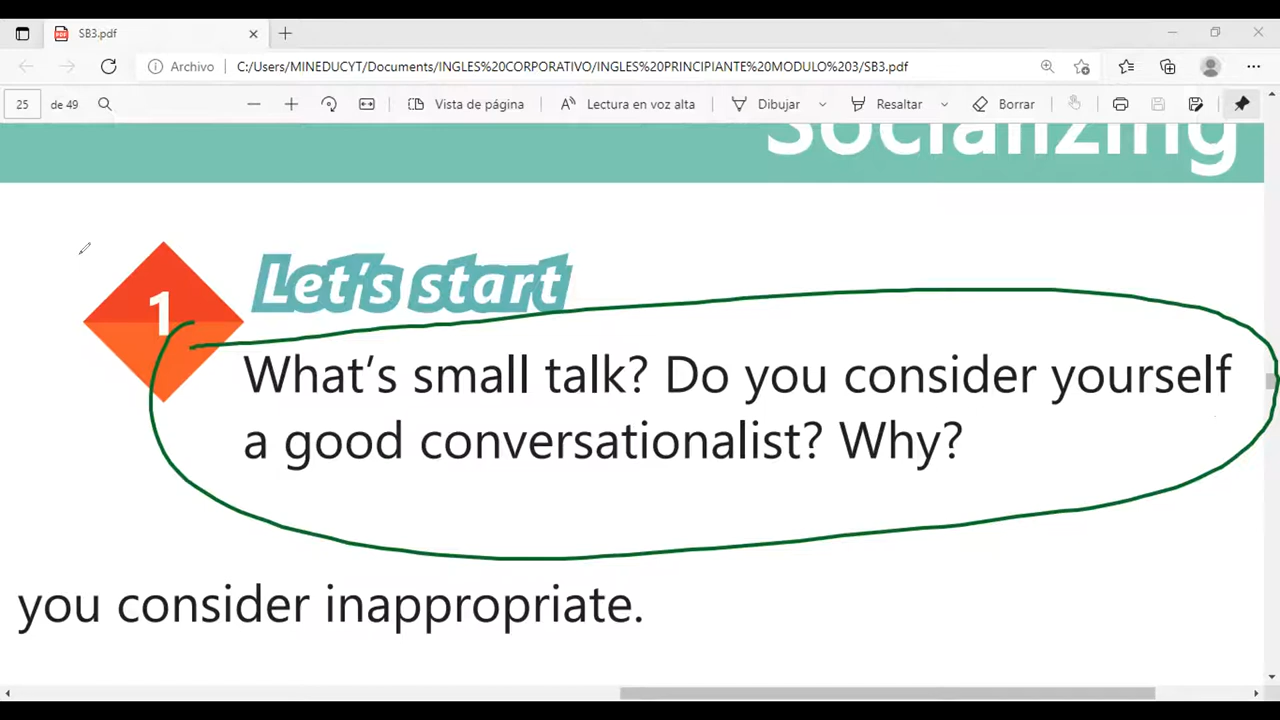 SB3.pdf
Archivo C:/Users/MINEDUCYT/Documents/INGLES%20CORPORATIVO/INGLES%20PRINCIPIANTE%20MODULO%203/SB3.pdf
25 de 49 Vista de página Lectura en voz alta Dibujar Resaltar Borrar
Socializing
1 Let's start
What's small talk? Do you consider yourself
a good conversationalist? Why?
you consider inappropriate.